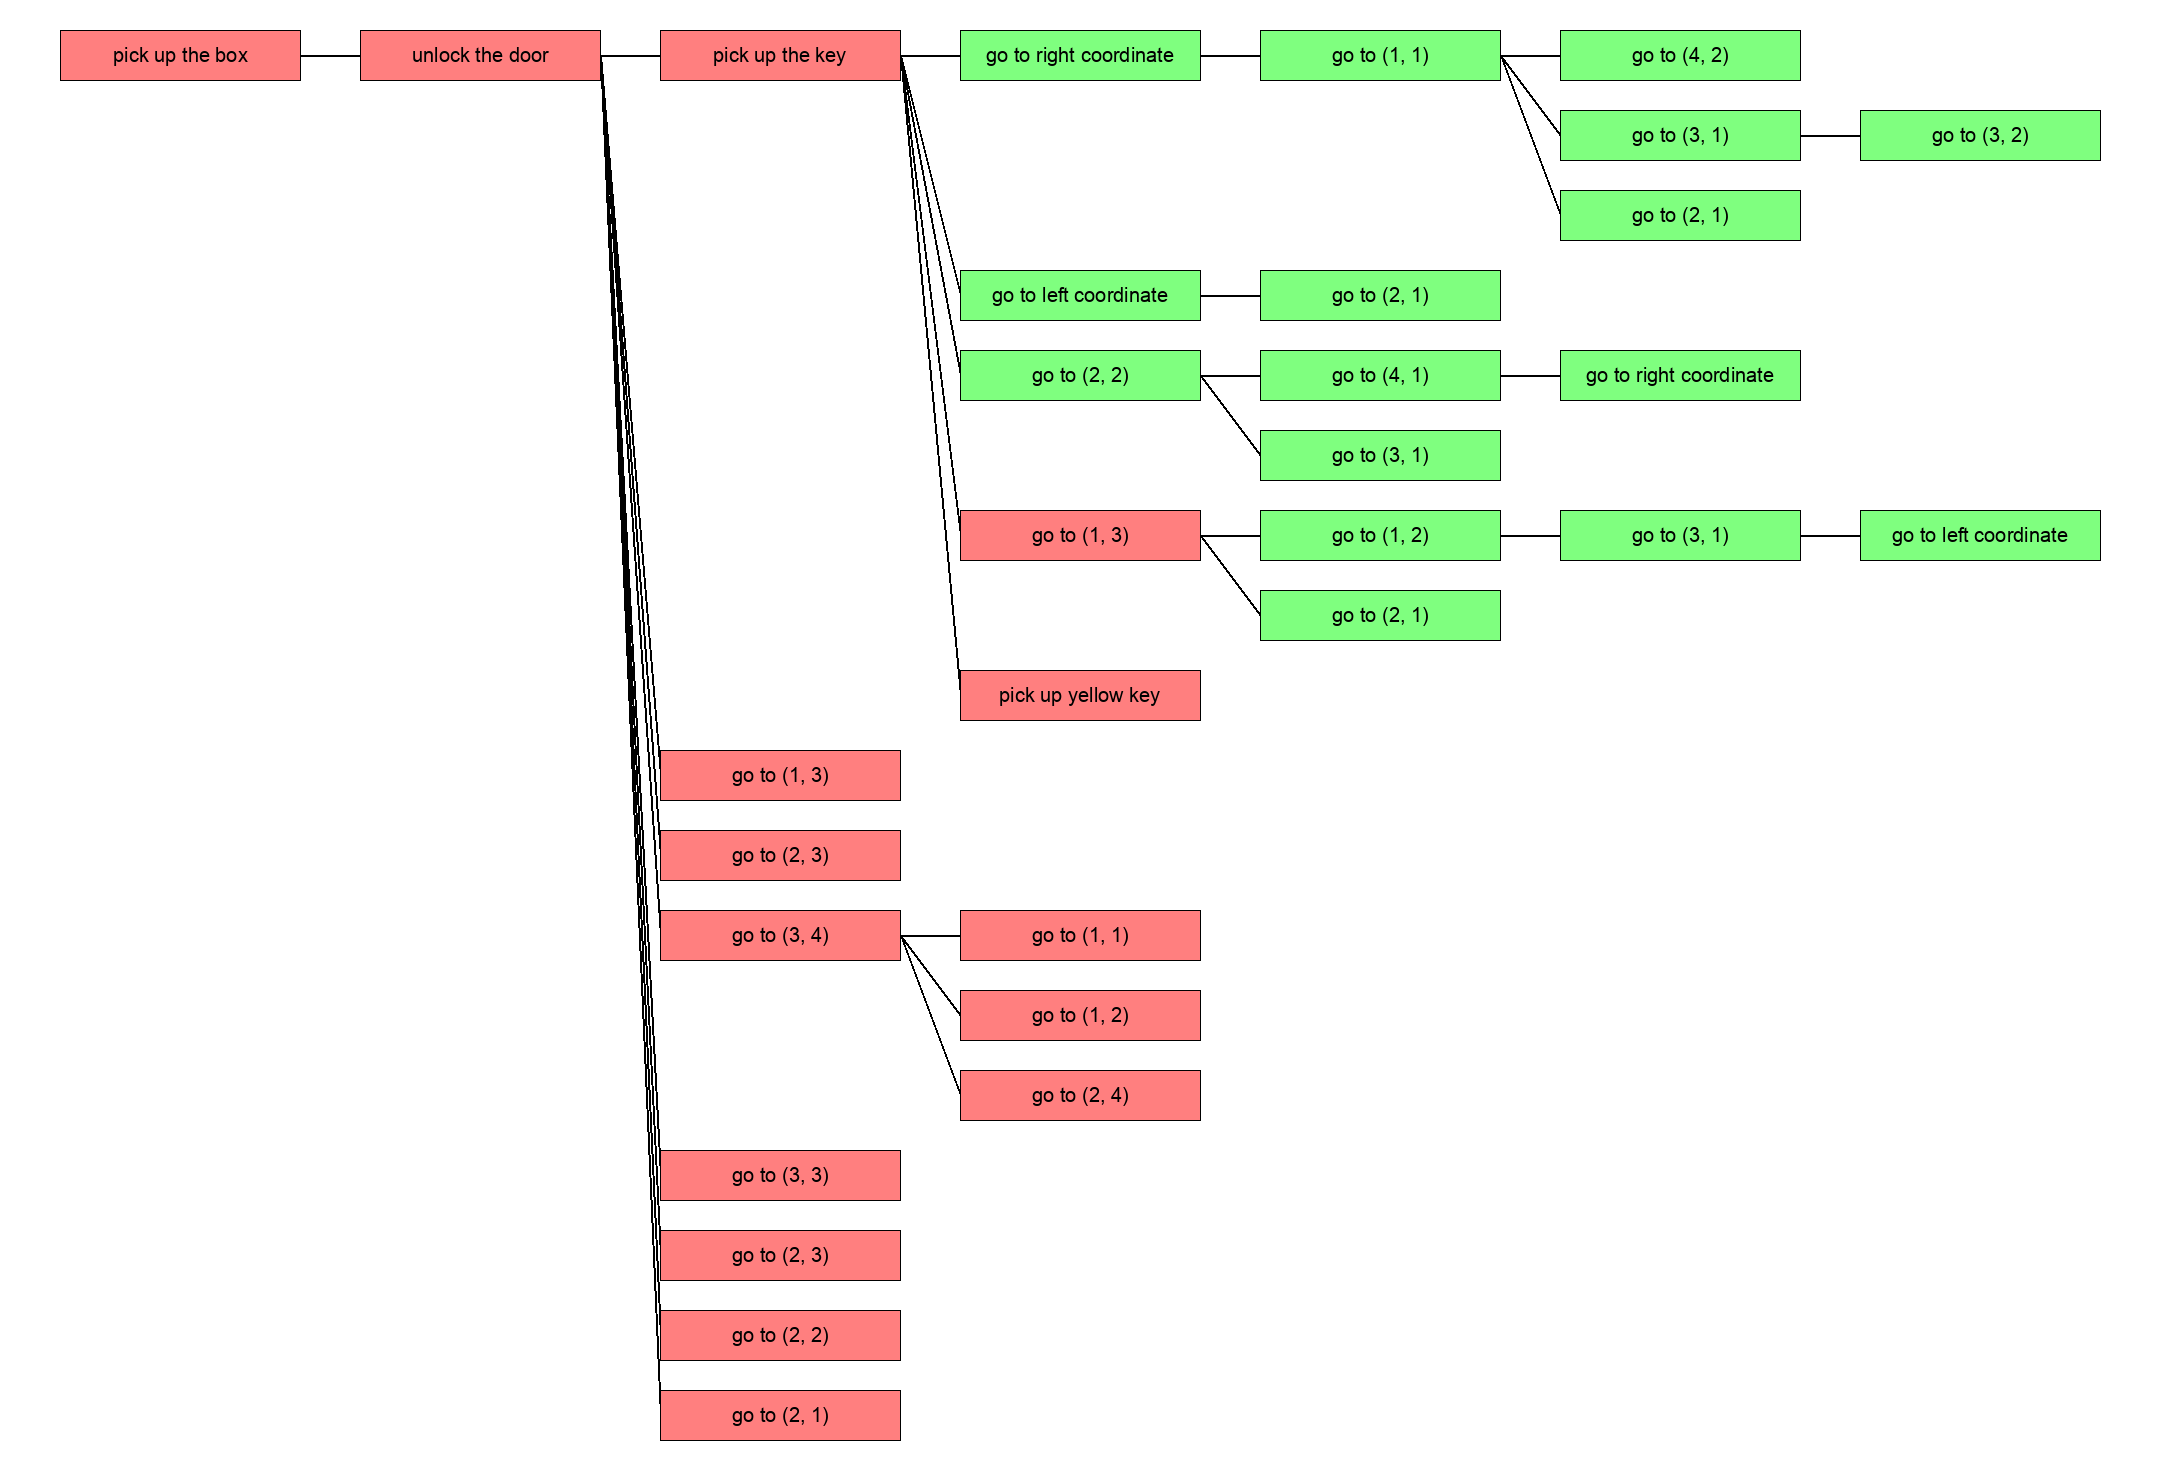 pick up the box
unlock the door
pick up the key
go to right coordinate
go to (1, 1)
go to (4, 2)
go to (3, 1)
go to (3, 2)
go to (2, 1)
go to left coordinate
go to (2, 1)
go to (2, 2)
go to (4, 1)
go to right coordinate
go to (3, 1)
go to (1, 3)
go to (1, 2)
go to (3, 1)
go to left coordinate
go to (2, 1)
pick up yellow key
go to (1, 3)
go to (2, 3)
go to (3, 4)
go to (1, 1)
go to (1, 2)
go to (2, 4)
go to (3, 3)
go to (2, 3)
go to (2, 2)
go to (2, 1)